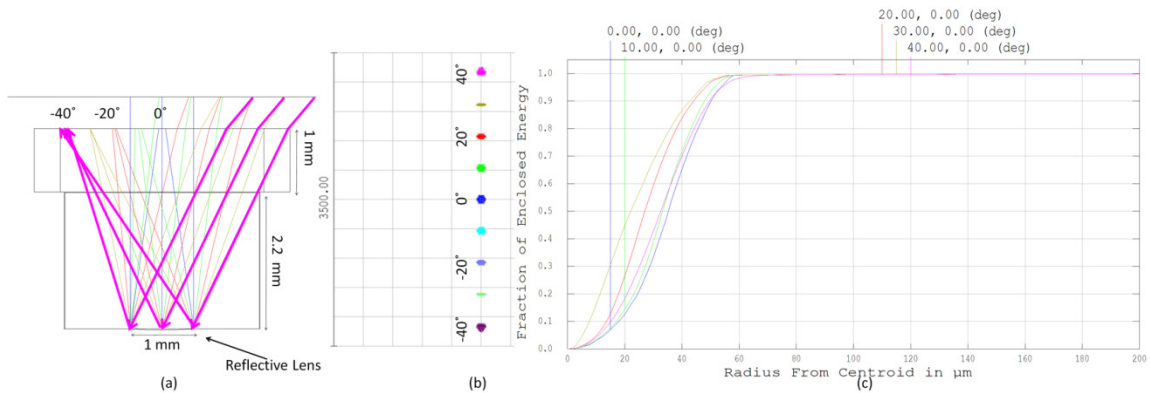 -40° -20° 0°
1 mm
2.2 mm
1 mm
Reflective Lens
(a)
3500.00
40°
20°
0°
-20°
-40°
(b)
0.00, 0.00 (deg)
10.00, 0.00 (deg)
20.00, 0.00 (deg)
30.00, 0.00 (deg)
40.00, 0.00 (deg)
Fraction of Enclosed Energy
1.0
0.9
0.8
0.7
0.6
0.5
0.4
0.3
0.2
0.1
0.0
0 20 40 60 80 100 120 140 160 180 200
Radius From Centroid in µm
(c)